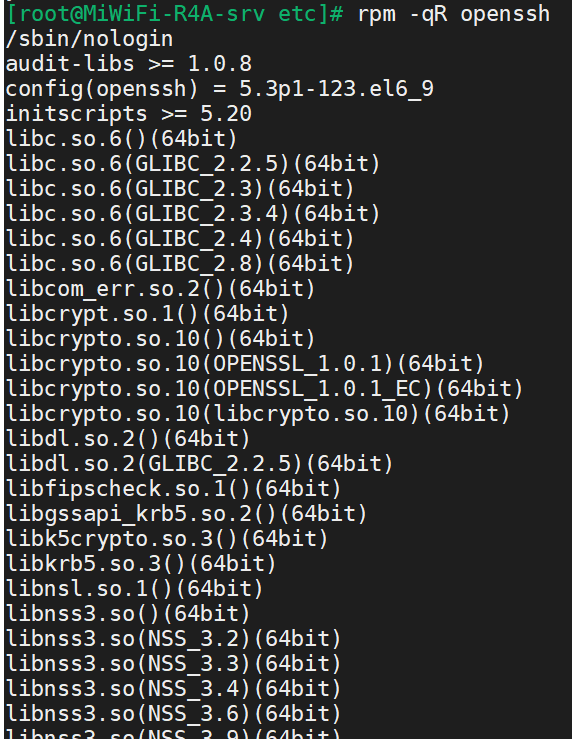 [root@MiWiFi-R4A-srv etc]# rpm -qR openssh
/sbin/nologin
audit-libs >= 1.0.8
config(openssh) = 5.3p1-123.el6_9
initscripts >= 5.20
libc.so.6()(64bit)
libc.so.6(GLIBC_2.2.5)(64bit)
libc.so.6(GLIBC_2.3)(64bit)
libc.so.6(GLIBC_2.3.4)(64bit)
libc.so.6(GLIBC_2.4)(64bit)
libc.so.6(GLIBC_2.8)(64bit)
libcom_err.so.2()(64bit)
libcrypt.so.1()(64bit)
libcrypto.so.10()(64bit)
libcrypto.so.10(OPENSSL_1.0.1)(64bit)
libcrypto.so.10(OPENSSL_1.0.1_EC)(64bit)
libcrypto.so.10(libcrypto.so.10)(64bit)
libdl.so.2()(64bit)
libdl.so.2(GLIBC_2.2.5)(64bit)
libfipscheck.so.1()(64bit)
libgssapi_krb5.so.2()(64bit)
libk5crypto.so.3()(64bit)
libkrb5.so.3()(64bit)
libnsl.so.1()(64bit)
libnss3.so()(64bit)
libnss3.so(NSS_3.2)(64bit)
libnss3.so(NSS_3.3)(64bit)
libnss3.so(NSS_3.4)(64bit)
libnss3.so(NSS_3.6)(64bit)
libnss3.so(NSS_3.9)(64bit)